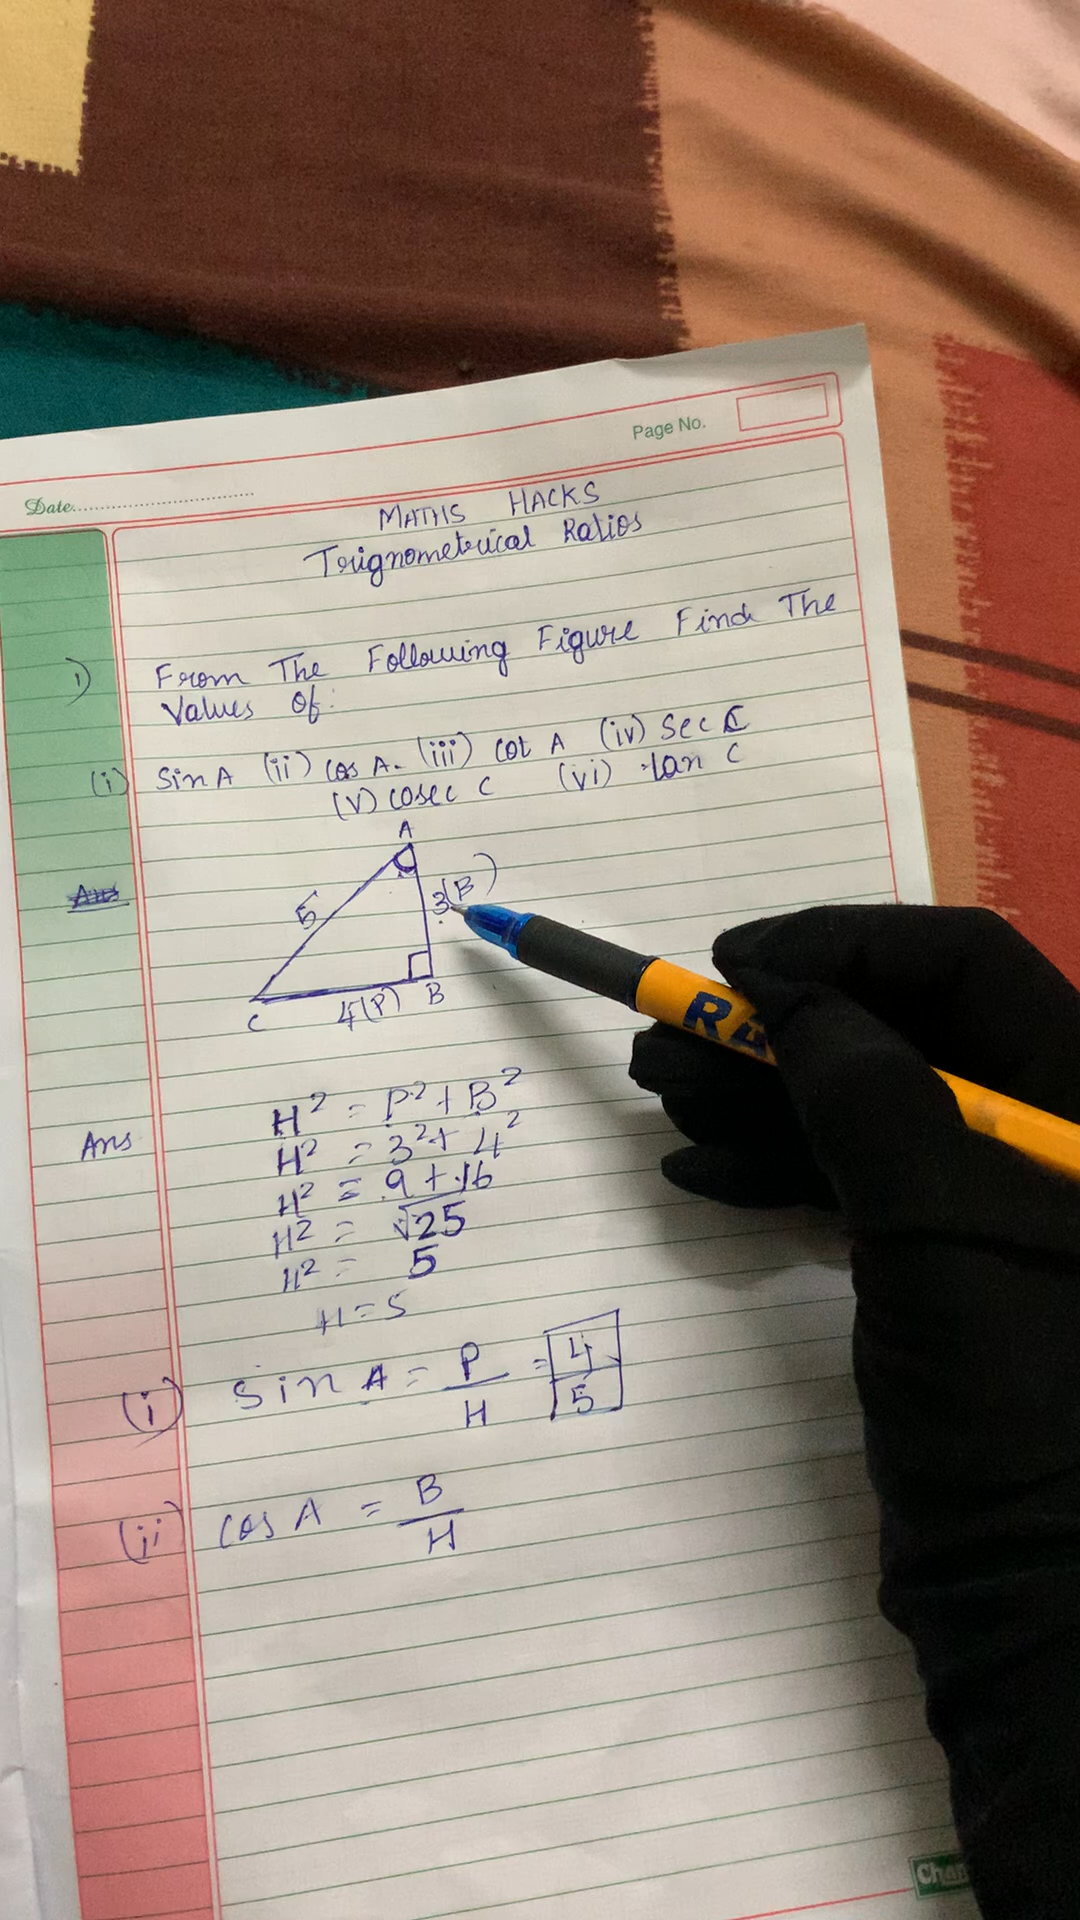 Page No.
Date
MATHS HACKS
Trignometrical Ratios
1) From The Following Figure Find The
Values Of:
(i) Sin A (ii) cos A. (iii) cot A (iv) Sec C
(V) cosec C (vi) tan C
A
5
3(B)
4(P) B
C
Ans
H² = P² + B²
H² = 3² + 4²
H² = 9 + 16
H² = √25
H² = 5
H = 5
(i) Sin A = P/H = 4/5
(ii) cos A = B/H